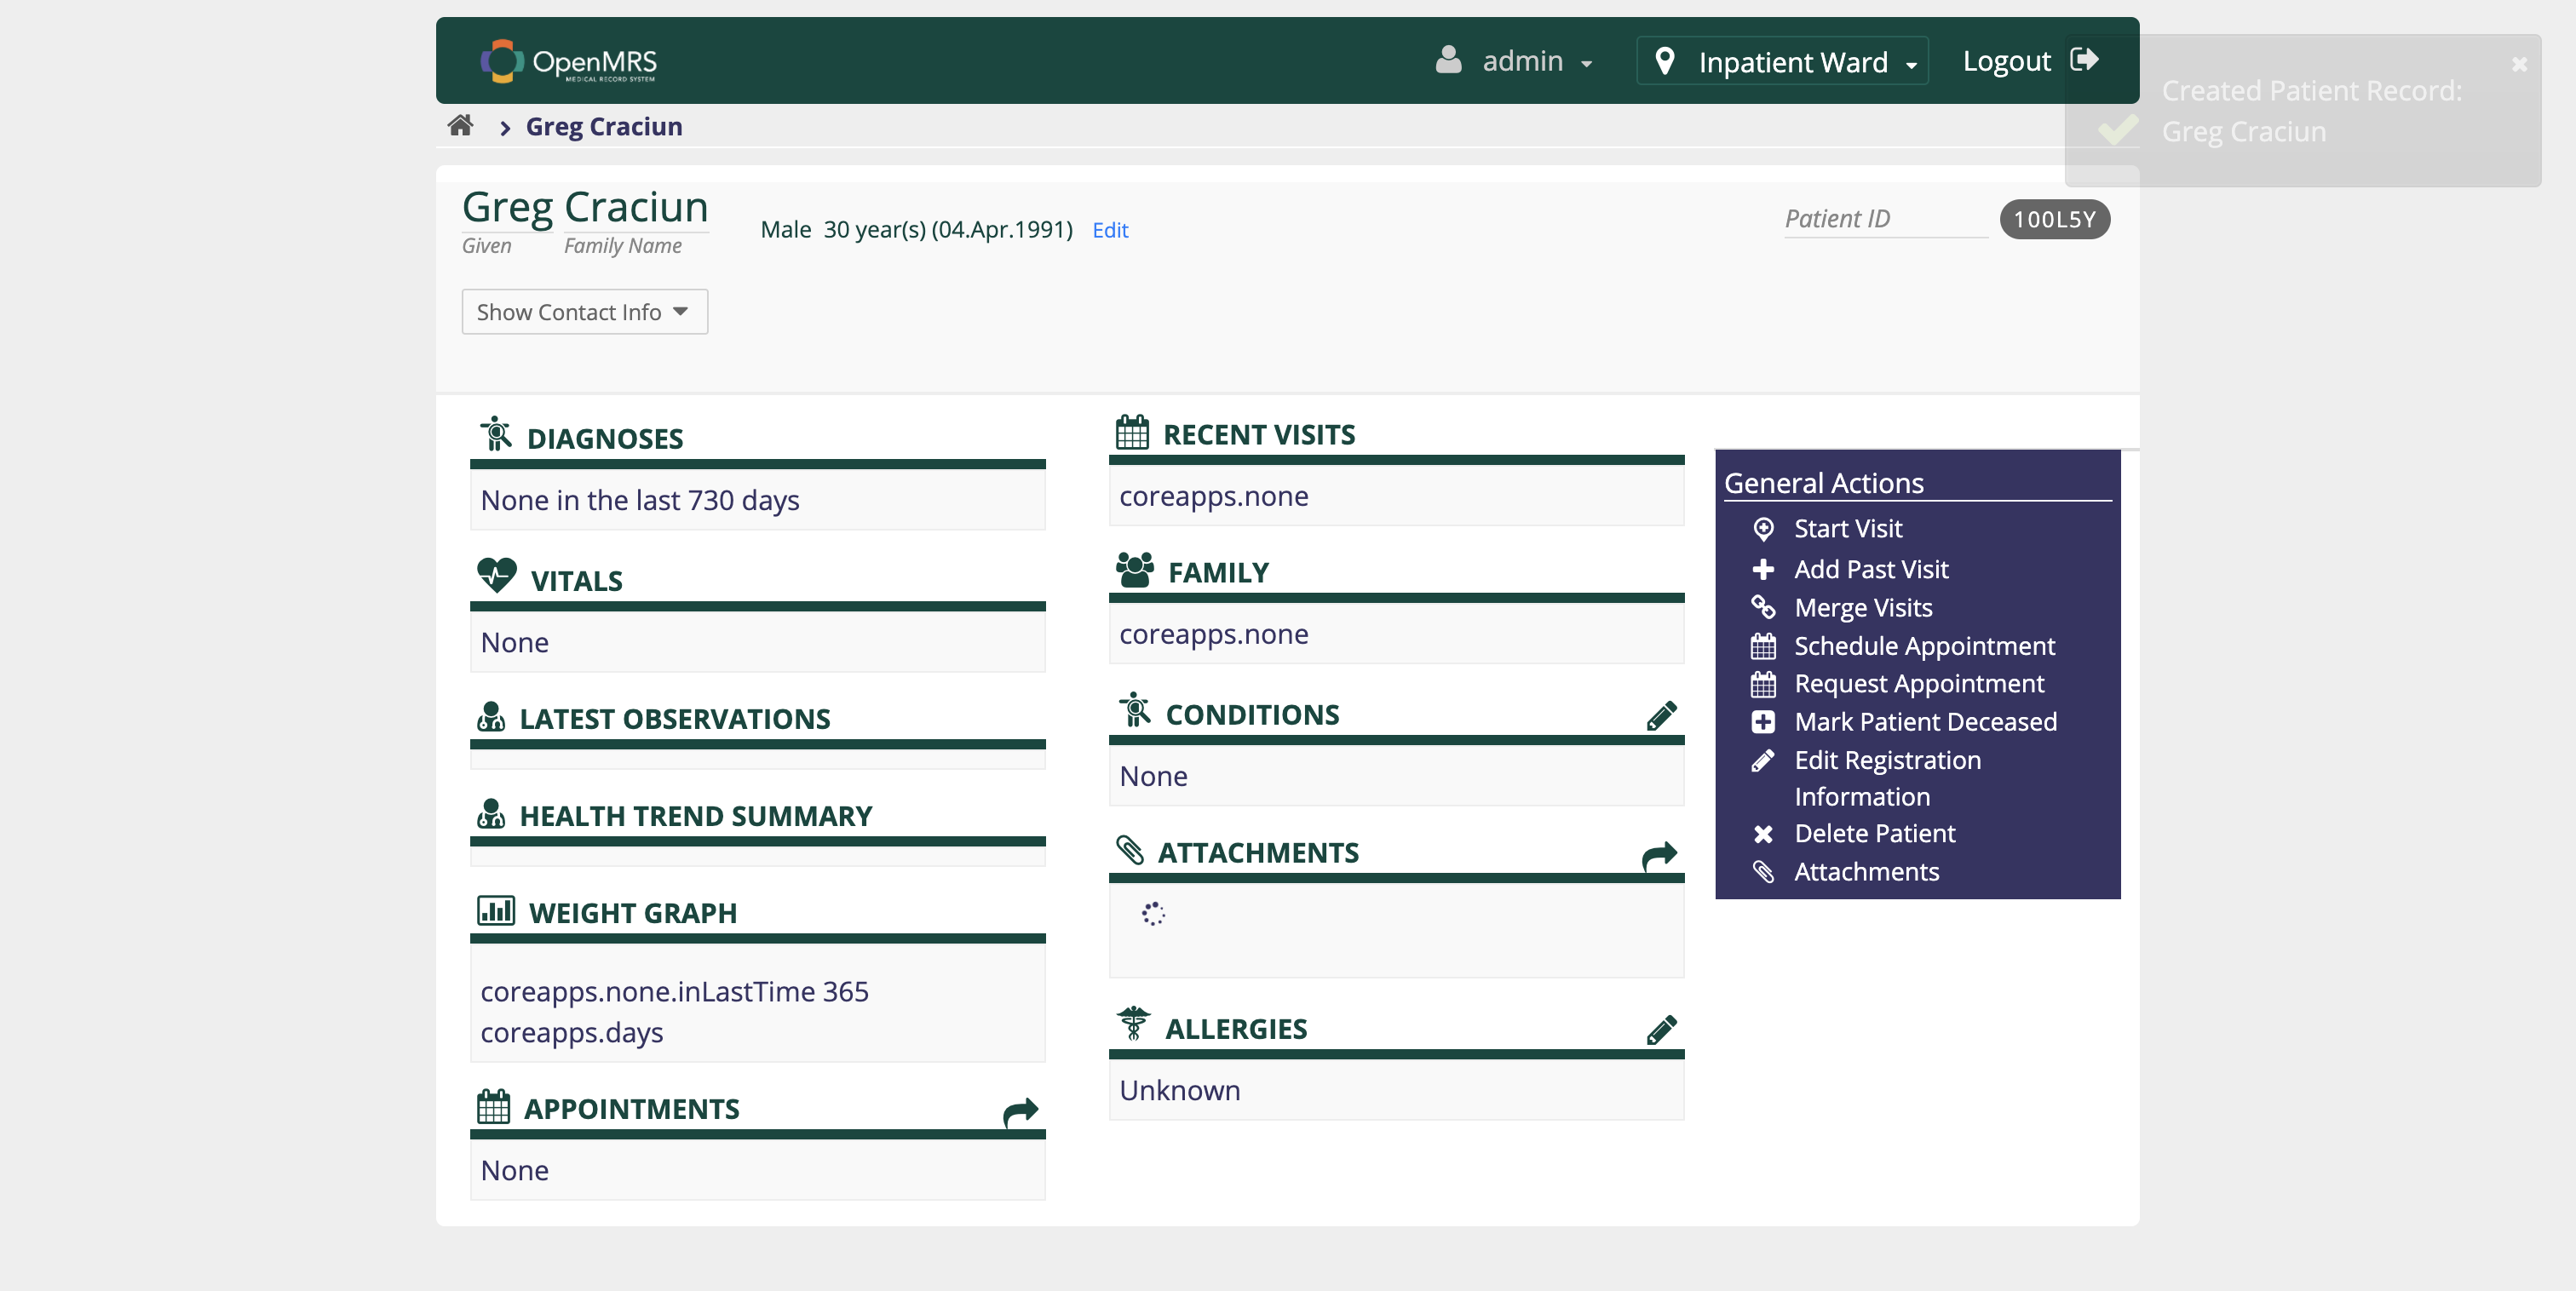 OpenMRS
MEDICAL RECORD SYSTEM
admin
Inpatient Ward
Logout
Created Patient Record:
Greg Craciun
Greg Craciun
Greg Craciun
Given Family Name
Male 30 year(s) (04.Apr.1991) Edit
Patient ID 100L5Y
Show Contact Info
DIAGNOSES
None in the last 730 days
VITALS
None
LATEST OBSERVATIONS
HEALTH TREND SUMMARY
WEIGHT GRAPH
coreapps.none.inLastTime 365
coreapps.days
APPOINTMENTS
None
RECENT VISITS
coreapps.none
FAMILY
coreapps.none
CONDITIONS
None
ATTACHMENTS
ALLERGIES
Unknown
General Actions
Start Visit
Add Past Visit
Merge Visits
Schedule Appointment
Request Appointment
Mark Patient Deceased
Edit Registration
Information
Delete Patient
Attachments